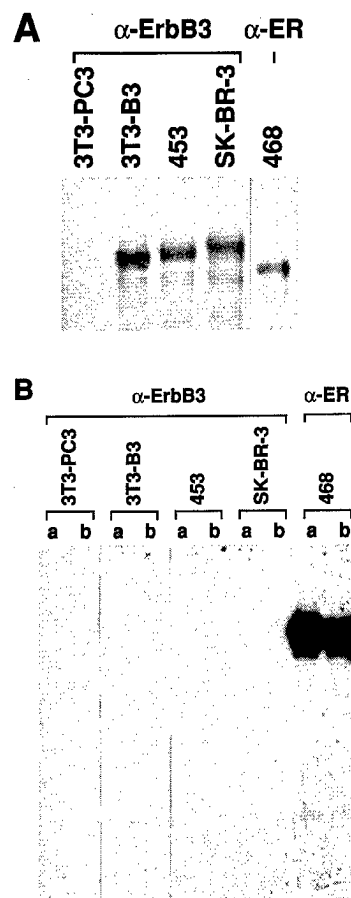 A
α-ErbB3 α-ER
3T3-PC3 3T3-B3 453 SK-BR-3 468
B
α-ErbB3 α-ER
3T3-PC3 3T3-B3 453 SK-BR-3 468
a b a b a b a b a b